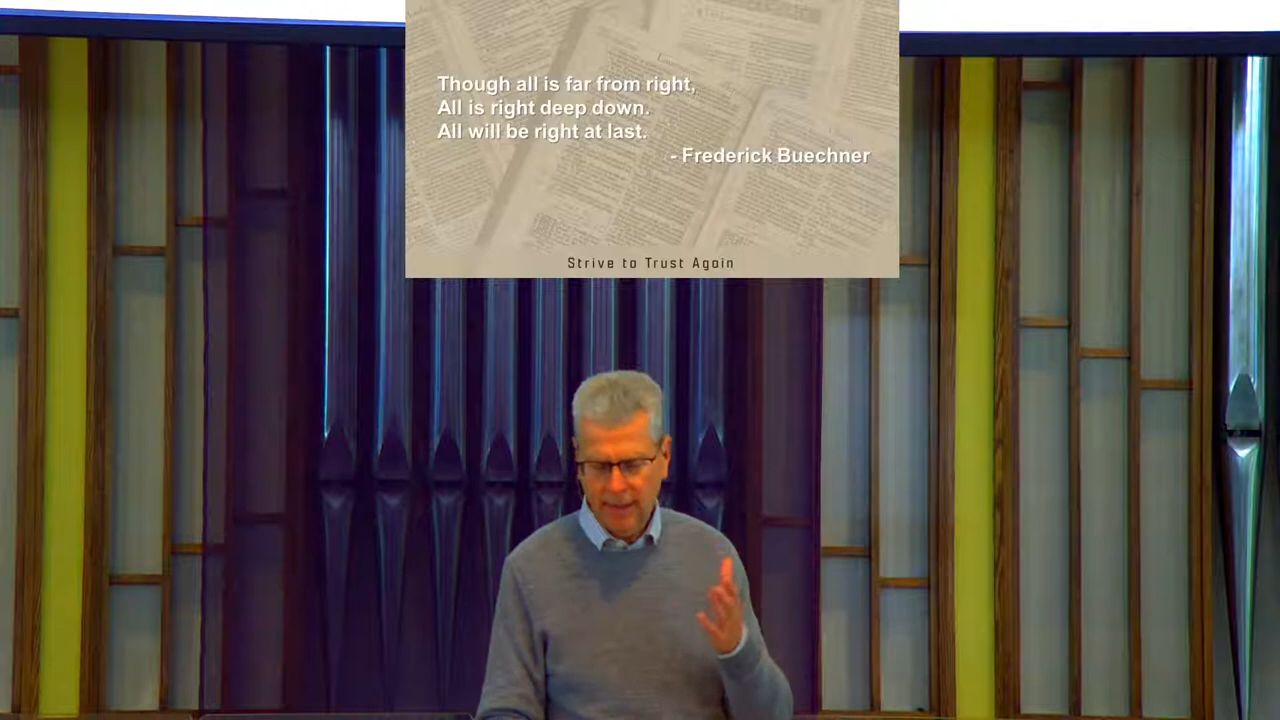 Though all is far from right,
All is right deep down.
All will be right at last.
- Frederick Buechner
Strive to Trust Again